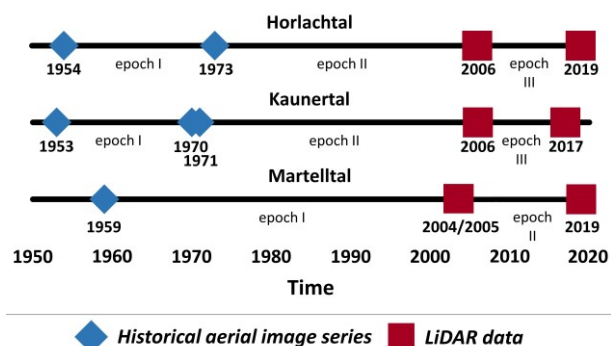 Horlachtal
1954 epoch I 1973 epoch II 2006 epoch III 2019
Kaunertal
1953 epoch I 1970 1971 epoch II 2006 epoch III 2017
Martelltal
1959 epoch I 2004/2005 epoch II 2019
1950 1960 1970 1980 1990 2000 2010 2020
Time
Historical aerial image series LiDAR data